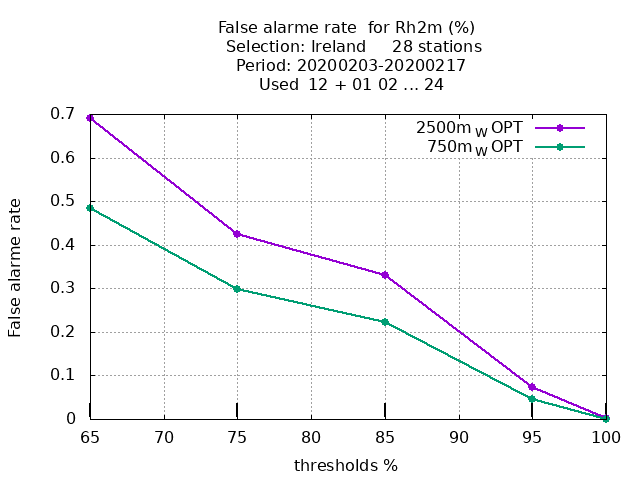 False alarme rate  for Rh2m (%)
Selection: Ireland     28 stations
Period: 20200203-20200217
Used  12 + 01 02 ... 24
0.7
2500m W OPT
750m W OPT
0.6
0.5
0.4
0.3
0.2
0.1
0
False alarme rate
65 70 75 80 85 90 95 100
thresholds %